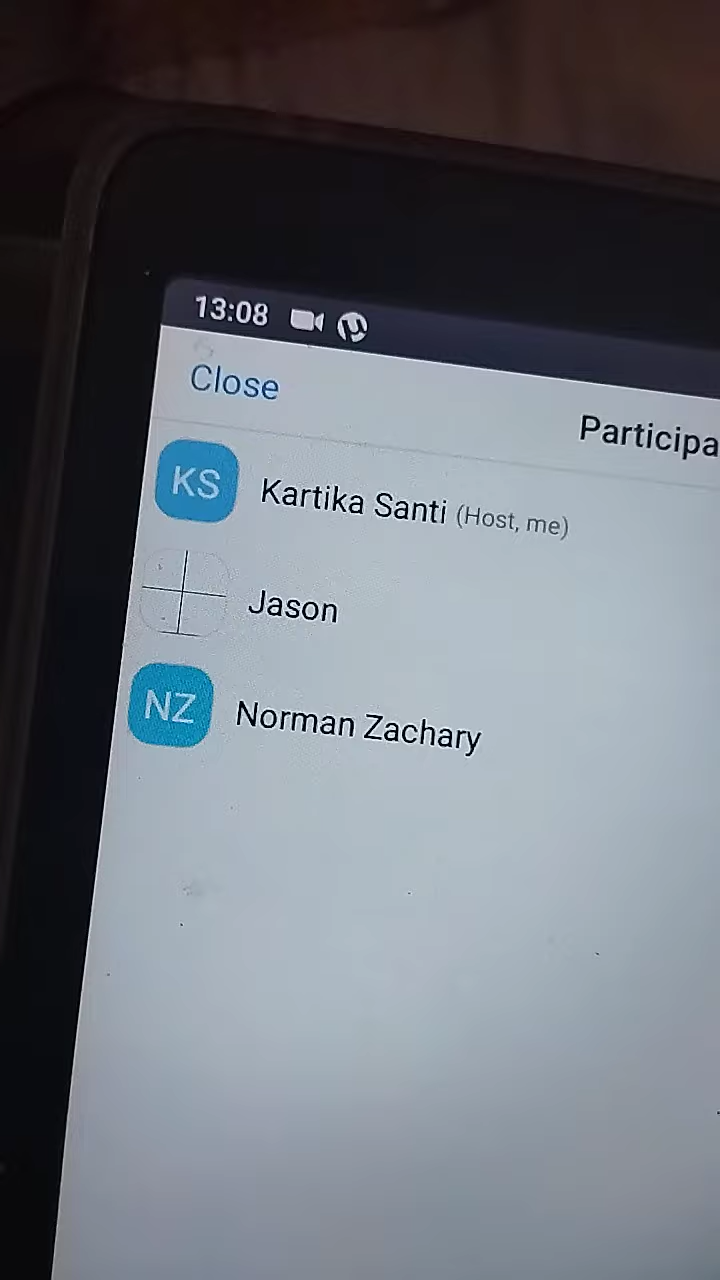 13:08
Close
Participa
KS
Kartika Santi (Host, me)
Jason
NZ
Norman Zachary